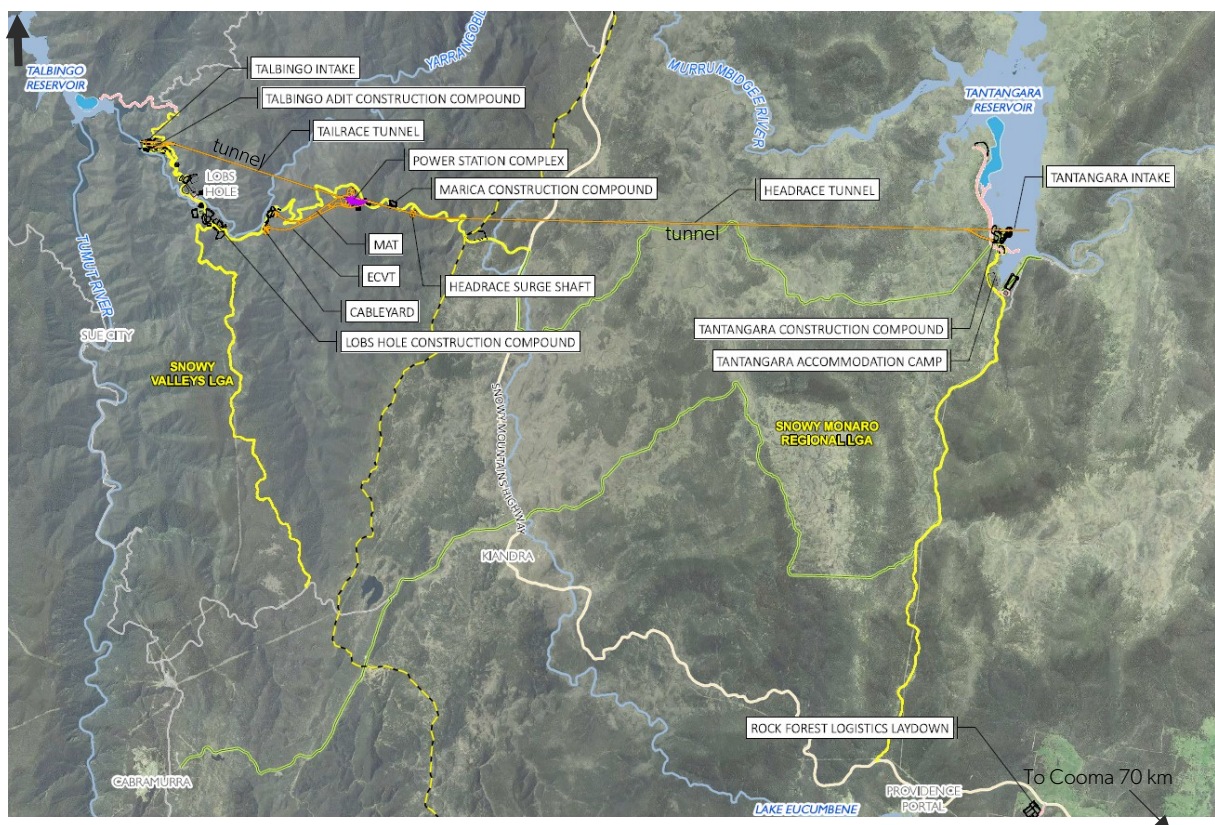 TALBINGO
RESERVOIR
TALBINGO INTAKE
TALBINGO ADIT CONSTRUCTION COMPOUND
TAILRACE TUNNEL
tunnel
POWER STATION COMPLEX
MARICA CONSTRUCTION COMPOUND
LOBS
HOLE
MAT
ECVT
HEADRACE SURGE SHAFT
CABLEYARD
LOBS HOLE CONSTRUCTION COMPOUND
MURRUMBIDGEE RIVER
TANTANGARA
RESERVOIR
HEADRACE TUNNEL
tunnel
TANTANGARA INTAKE
TANTANGARA CONSTRUCTION COMPOUND
TANTANGARA ACCOMMODATION CAMP
TUMUT RIVER
SUE CITY
SNOWY
VALLEYS LGA
SNOWY MOUNTAINS HIGHWAY
SNOWY MONARO
REGIONAL LGA
KIANDRA
CABRAMURRA
ROCK FOREST LOGISTICS LAYDOWN
To Cooma 70 km
PROVIDENCE
PORTAL
LAKE EUCUMBENE